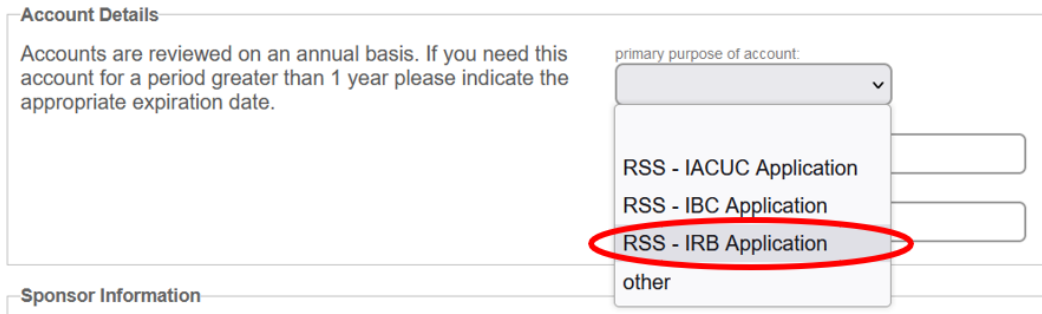 Account Details
Accounts are reviewed on an annual basis. If you need this
account for a period greater than 1 year please indicate the
appropriate expiration date.
primary purpose of account:
RSS - IACUC Application
RSS - IBC Application
RSS - IRB Application
other
Sponsor Information